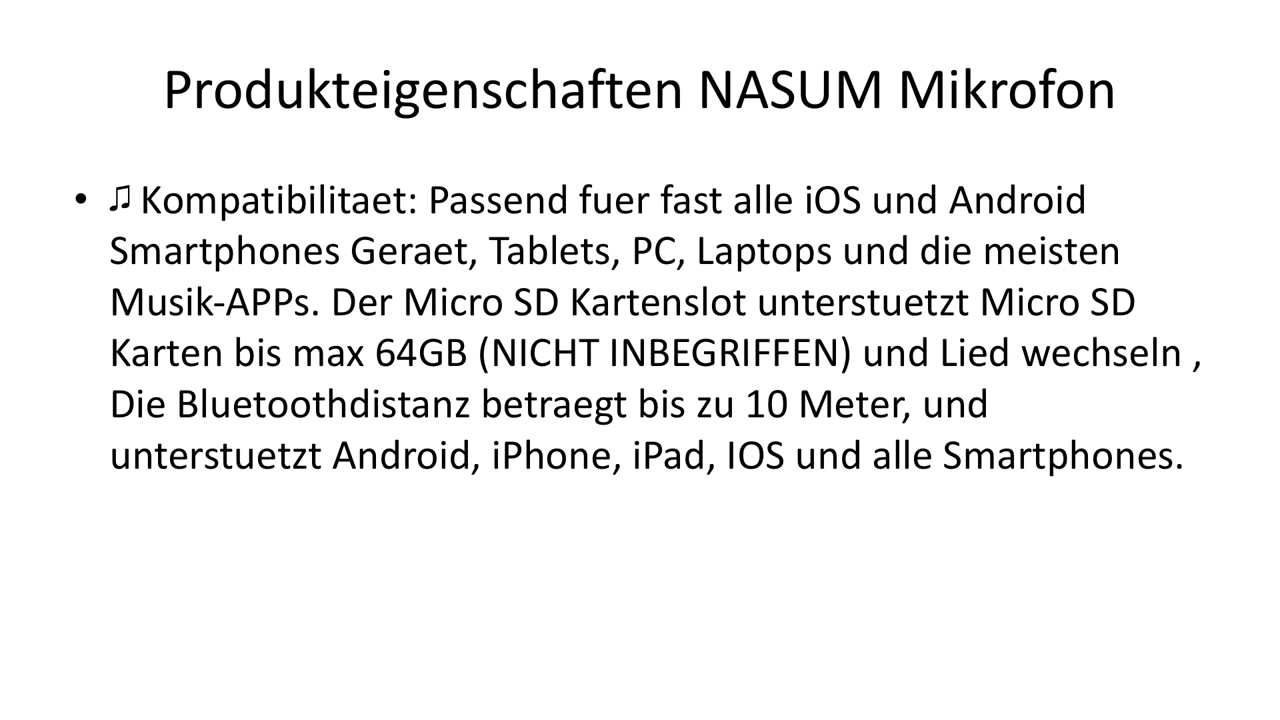 Produkteigenschaften NASUM Mikrofon
• ♫ Kompatibilitaet: Passend fuer fast alle iOS und Android
Smartphones Geraet, Tablets, PC, Laptops und die meisten
Musik-APPs. Der Micro SD Kartenslot unterstuetzt Micro SD
Karten bis max 64GB (NICHT INBEGRIFFEN) und Lied wechseln ,
Die Bluetoothdistanz betraegt bis zu 10 Meter, und
unterstuetzt Android, iPhone, iPad, IOS und alle Smartphones.